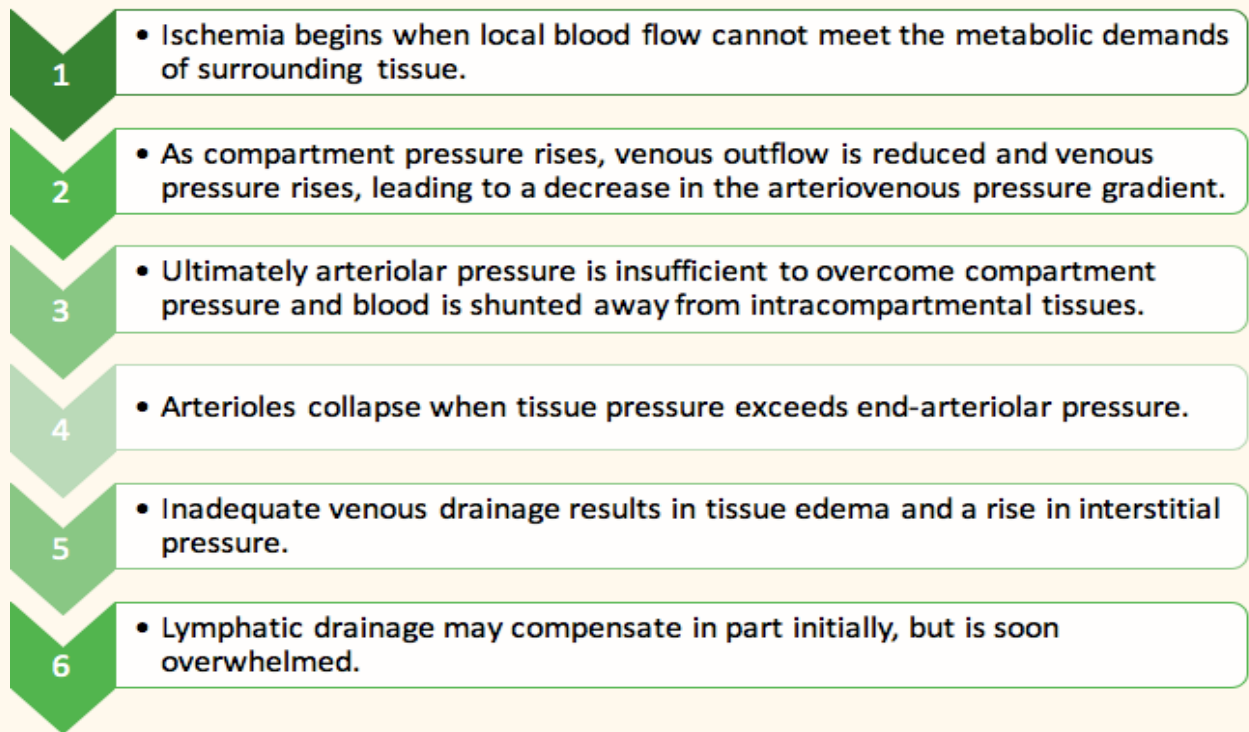 1
• Ischemia begins when local blood flow cannot meet the metabolic demands
of surrounding tissue.
2
• As compartment pressure rises, venous outflow is reduced and venous
pressure rises, leading to a decrease in the arteriovenous pressure gradient.
3
• Ultimately arteriolar pressure is insufficient to overcome compartment
pressure and blood is shunted away from intracompartmental tissues.
4
• Arterioles collapse when tissue pressure exceeds end-arteriolar pressure.
5
• Inadequate venous drainage results in tissue edema and a rise in interstitial
pressure.
6
• Lymphatic drainage may compensate in part initially, but is soon
overwhelmed.